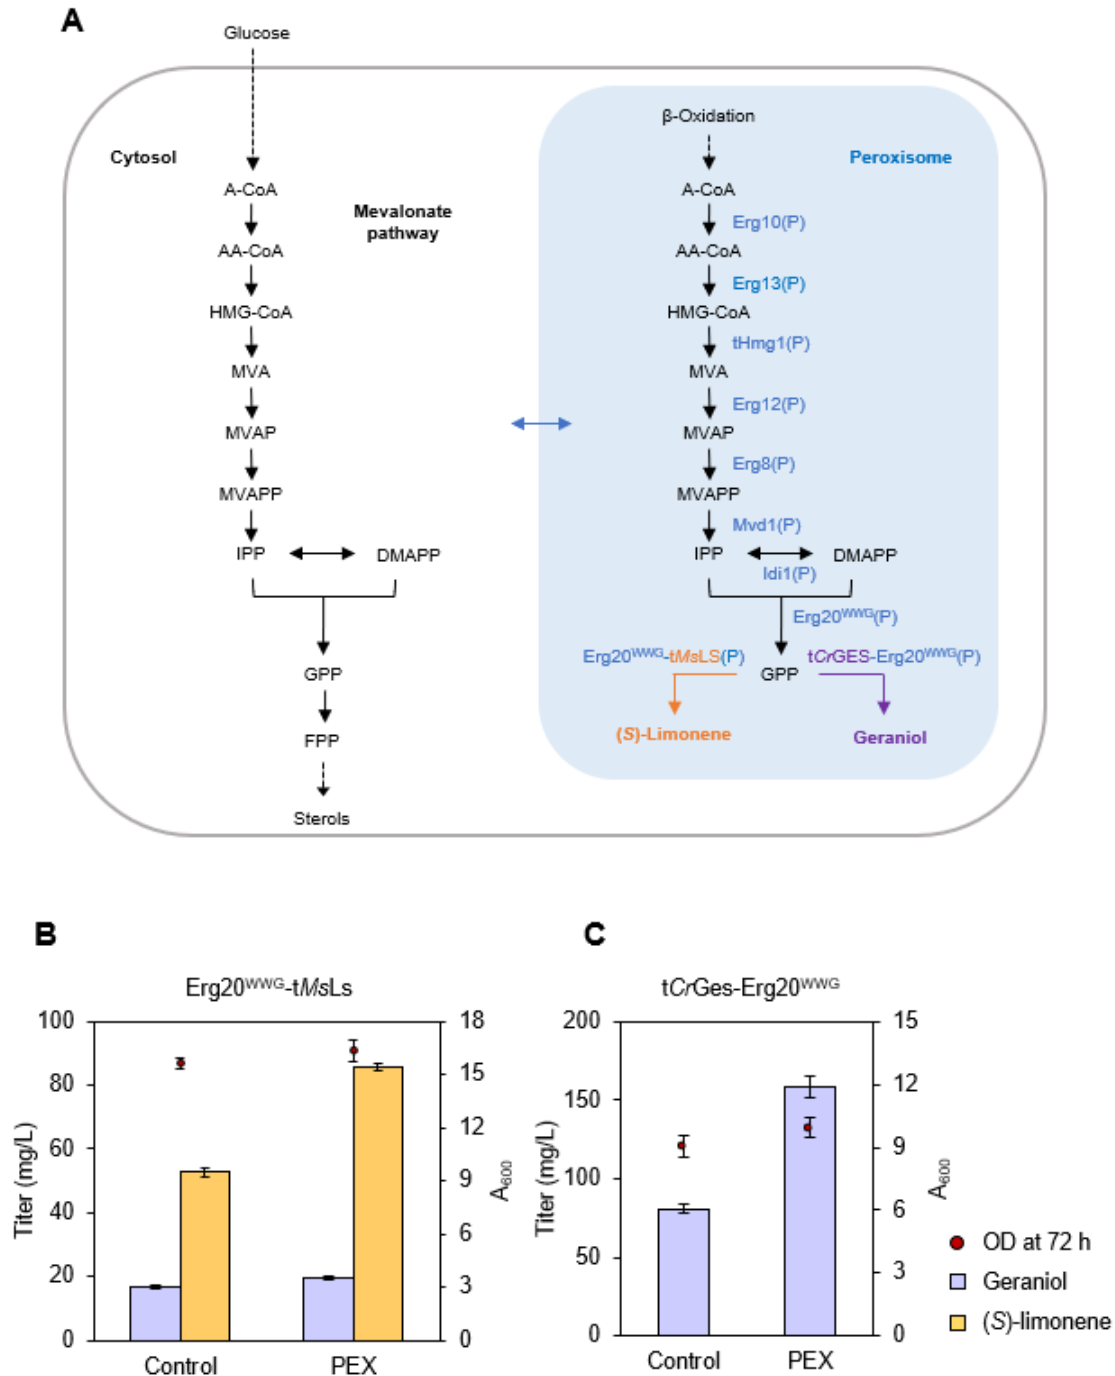 A
Glucose
Cytosol
Mevalonate
pathway
A-CoA
AA-CoA
HMG-CoA
MVA
MVAP
MVAPP
IPP
DMAPP
GPP
FPP
Sterols
β-Oxidation
Peroxisome
A-CoA
Erg10(P)
AA-CoA
Erg13(P)
HMG-CoA
tHmg1(P)
MVA
Erg12(P)
MVAP
Erg8(P)
MVAPP
Mvd1(P)
IPP
DMAPP
Idi1(P)
Erg20WWG(P)
Erg20WWG-tMsLS(P)
GPP
tCrGES-Erg20WWG(P)
(S)-Limonene
Geraniol
B
Erg20WWG-tMsLs
100
80
60
40
20
0
Titer (mg/L)
18
15
12
9
6
3
0
A600
Control
PEX
C
tCrGes-Erg20WWG
200
150
100
50
0
Titer (mg/L)
15
12
9
6
3
0
A600
Control
PEX
OD at 72 h
Geraniol
(S)-limonene